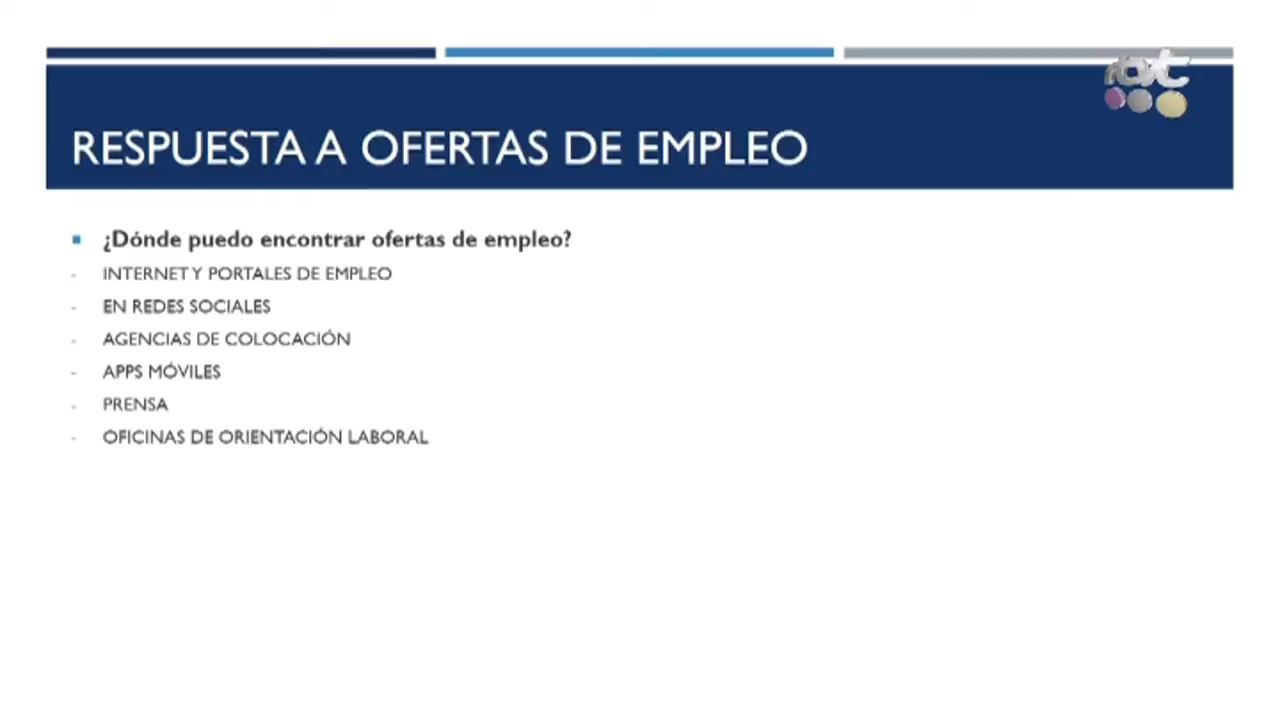 RESPUESTA A OFERTAS DE EMPLEO
¿Dónde puedo encontrar ofertas de empleo?
- INTERNET Y PORTALES DE EMPLEO
- EN REDES SOCIALES
- AGENCIAS DE COLOCACIÓN
- APPS MÓVILES
- PRENSA
- OFICINAS DE ORIENTACIÓN LABORAL